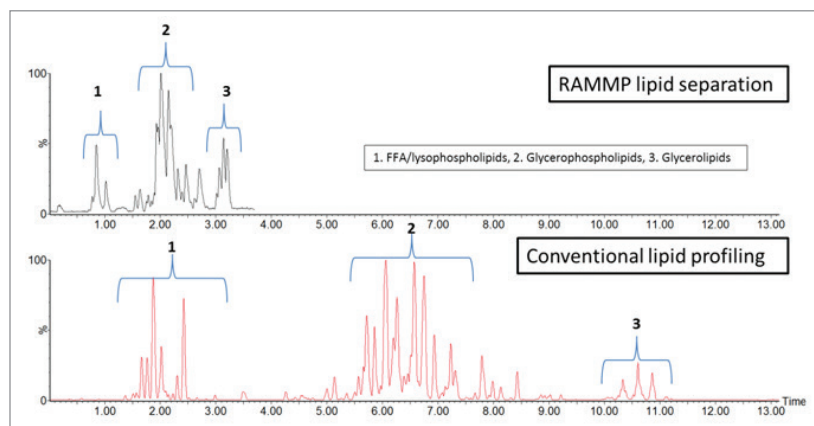 2
1
3
100
RAMMP lipid separation
%
1. FFA/lysophospholipids, 2. Glycerophospholipids, 3. Glycerolipids
0
1.00 2.00 3.00 4.00 5.00 6.00 7.00 8.00 9.00 10.00 11.00 12.00 13.00
2
1
Conventional lipid profiling
100
3
%
0
Time
1.00 2.00 3.00 4.00 5.00 6.00 7.00 8.00 9.00 10.00 11.00 12.00 13.00